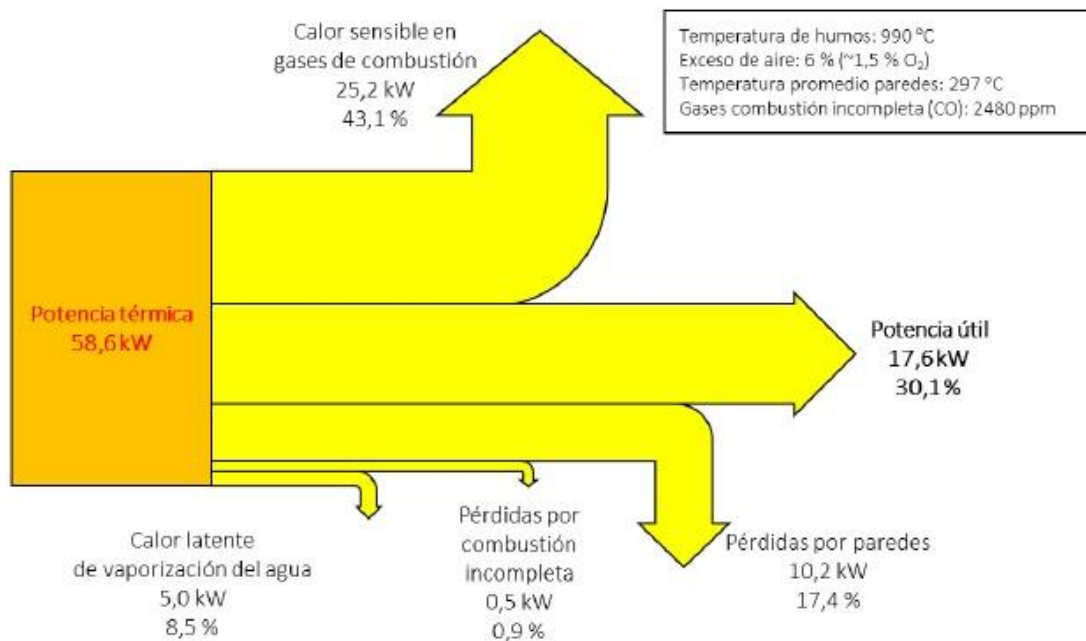 Calor sensible en
gases de combustión
25,2 kW
43,1 %
Temperatura de humos: 990 °C
Exceso de aire: 6 % (~1,5 % O₂)
Temperatura promedio paredes: 297 °C
Gases combustión incompleta (CO): 2480 ppm
Potencia térmica
58,6 kW
Potencia útil
17,6 kW
30,1 %
Calor latente
de vaporización del agua
5,0 kW
8,5 %
Pérdidas por
combustión
incompleta
0,5 kW
0,9 %
Pérdidas por paredes
10,2 kW
17,4 %